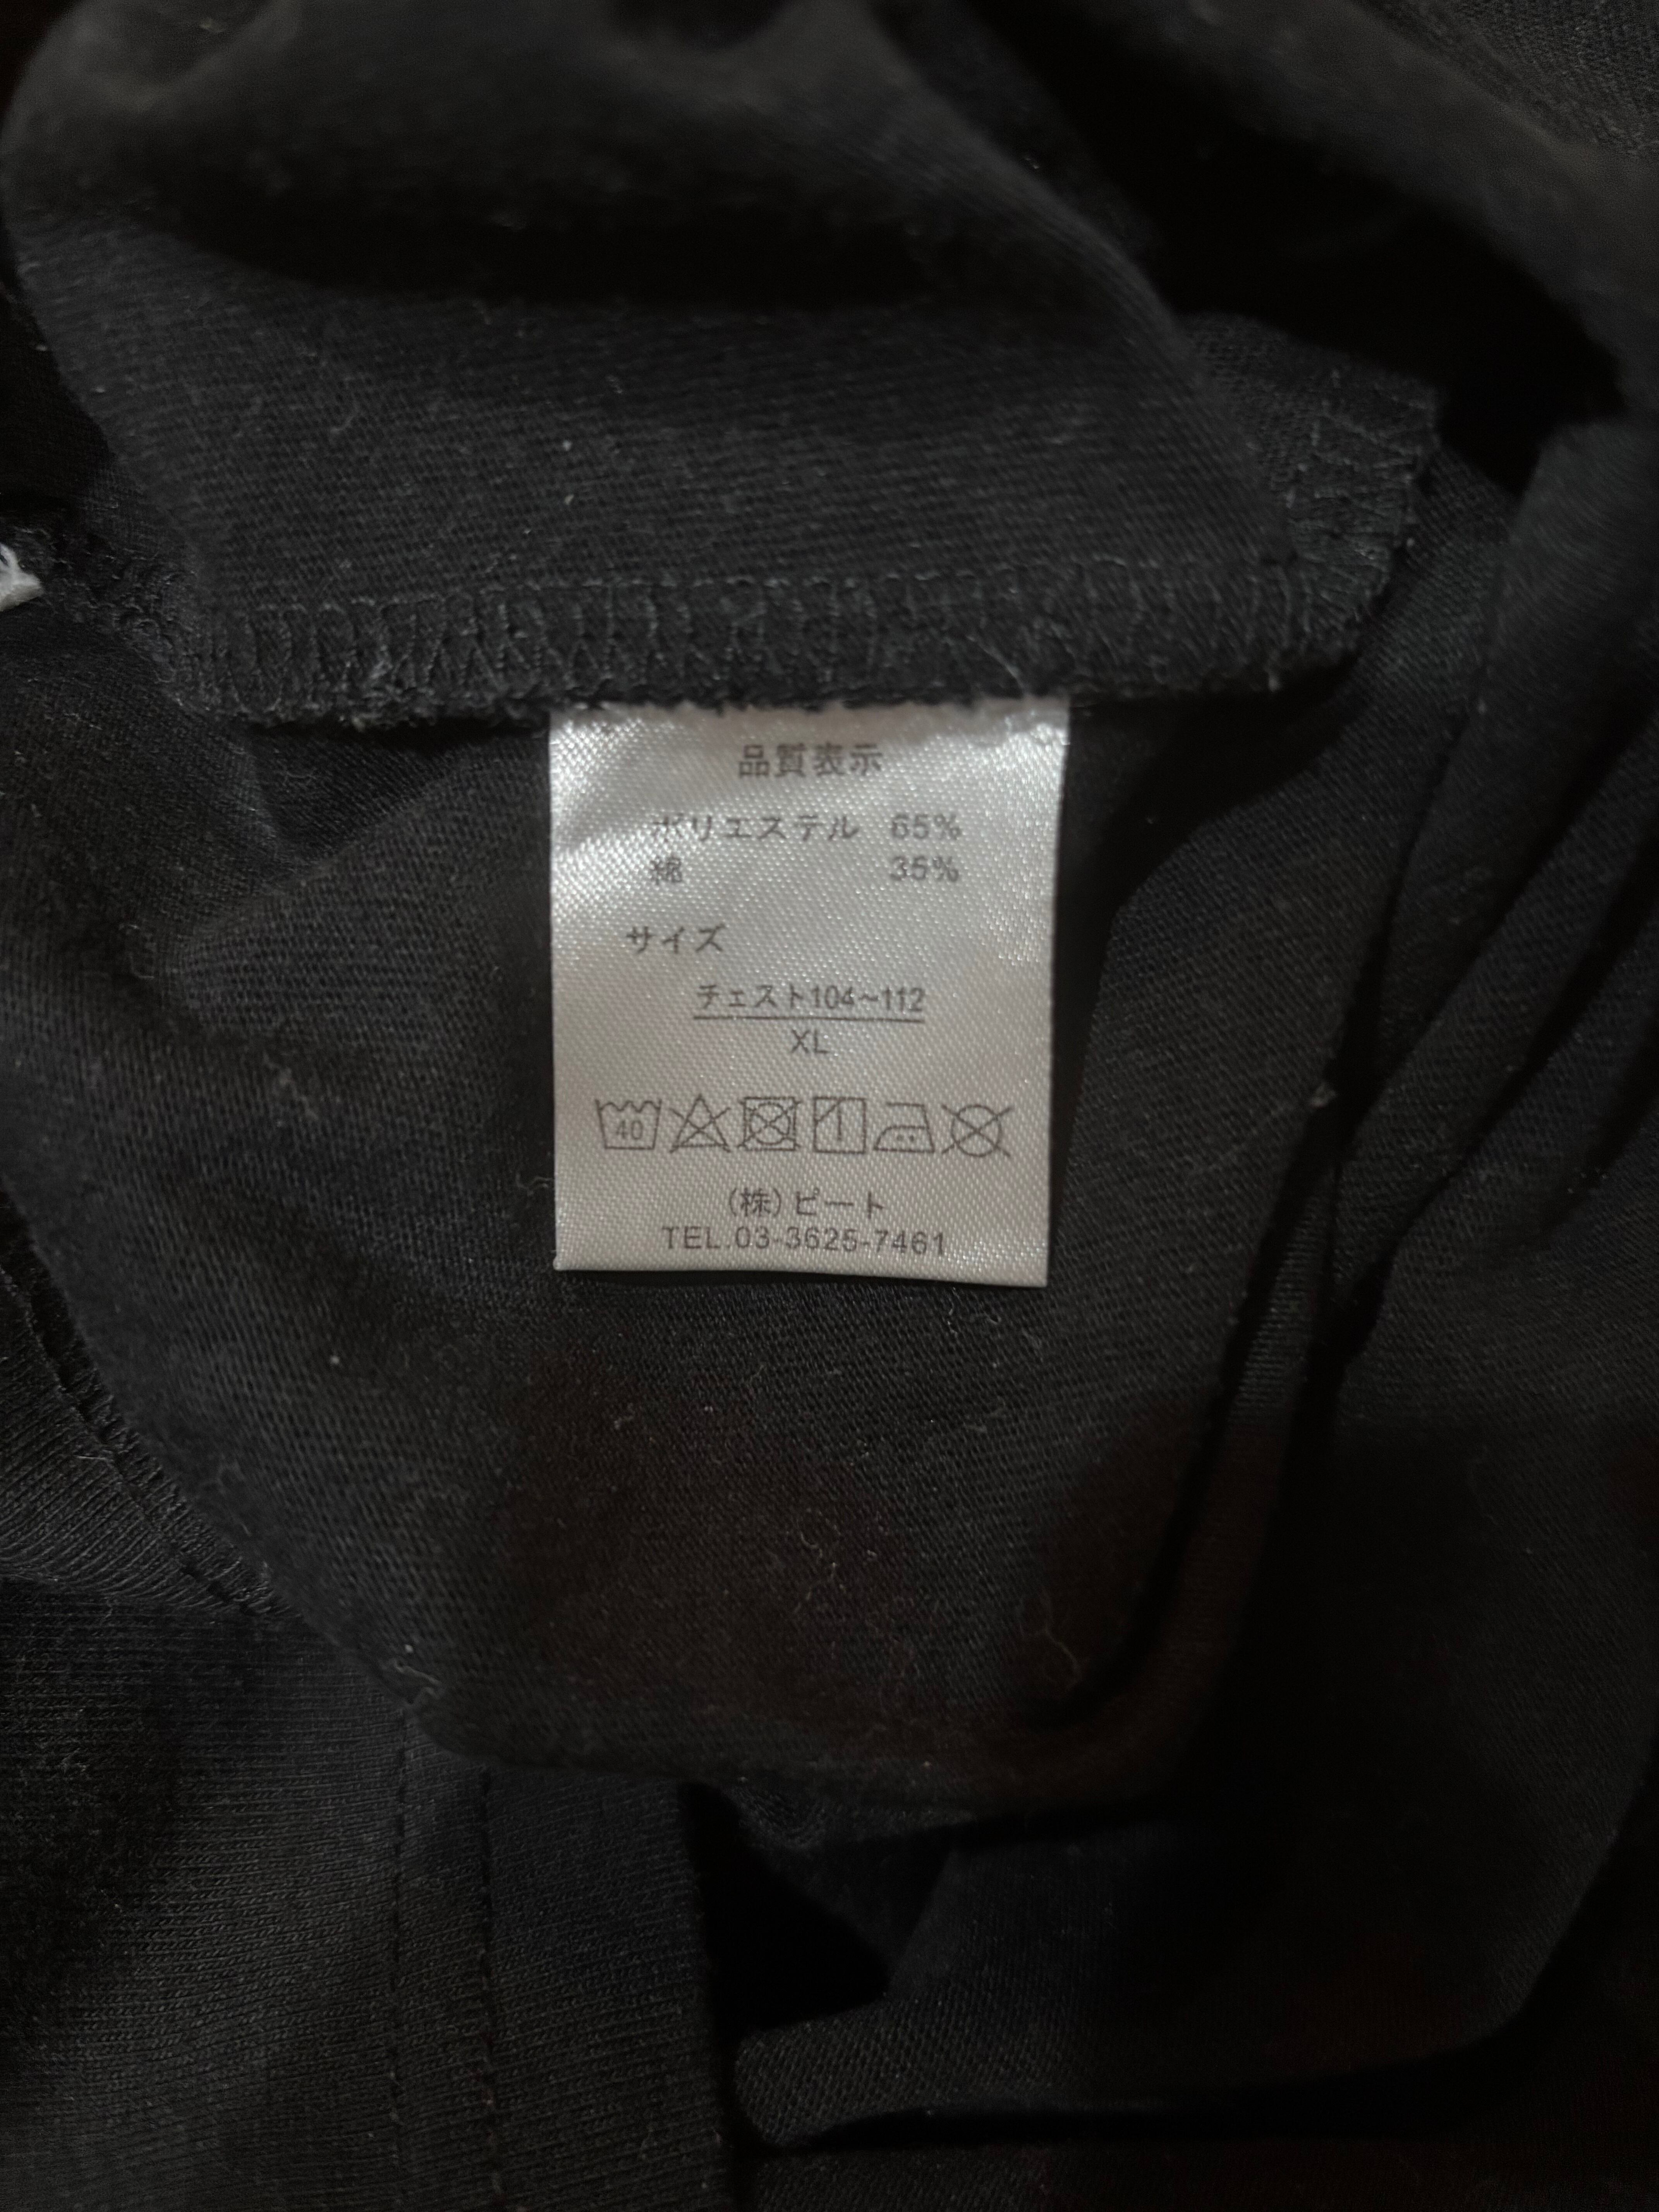 品質表示
ポリエステル 65%
綿 35%
サイズ
チェスト104~112
XL
40
(株)ピート
TEL.03-3625-7461